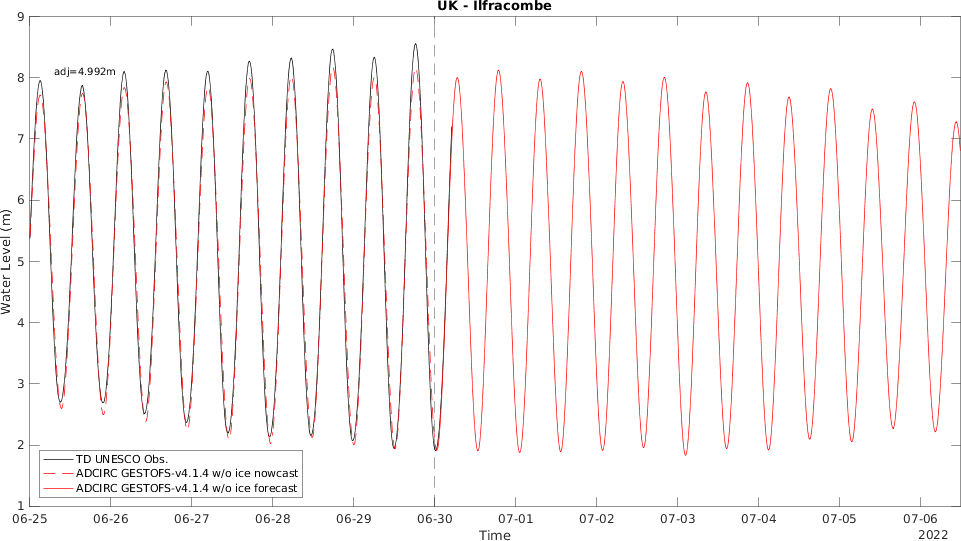 UK - Ilfracombe
9
8
7
6
5
4
3
2
1
Water Level (m)
adj=4.992m
TD UNESCO Obs.
ADCIRC GESTOFS-v4.1.4 w/o ice nowcast
ADCIRC GESTOFS-v4.1.4 w/o ice forecast
06-25 06-26 06-27 06-28 06-29 06-30 07-01 07-02 07-03 07-04 07-05 07-06
Time
2022